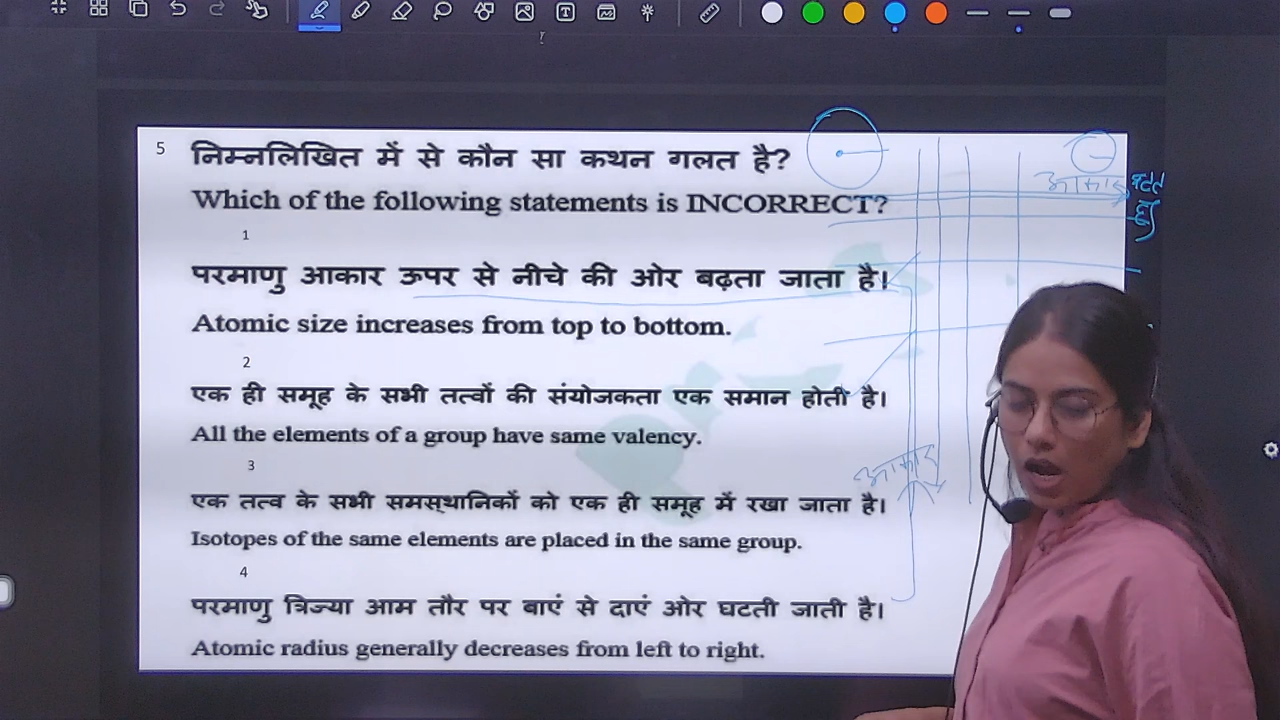 5
निम्नलिखित में से कौन सा कथन गलत है?
Which of the following statements is INCORRECT?
1
परमाणु आकार ऊपर से नीचे की ओर बढ़ता जाता है।
Atomic size increases from top to bottom.
2
एक ही समूह के सभी तत्वों की संयोजकता एक समान होती है।
All the elements of a group have same valency.
3
एक तत्व के सभी समस्थानिकों को एक ही समूह में रखा जाता है।
Isotopes of the same elements are placed in the same group.
4
परमाणु त्रिज्या आम तौर पर बाएं से दाएं ओर घटती जाती है।
Atomic radius generally decreases from left to right.
आकार
आकार